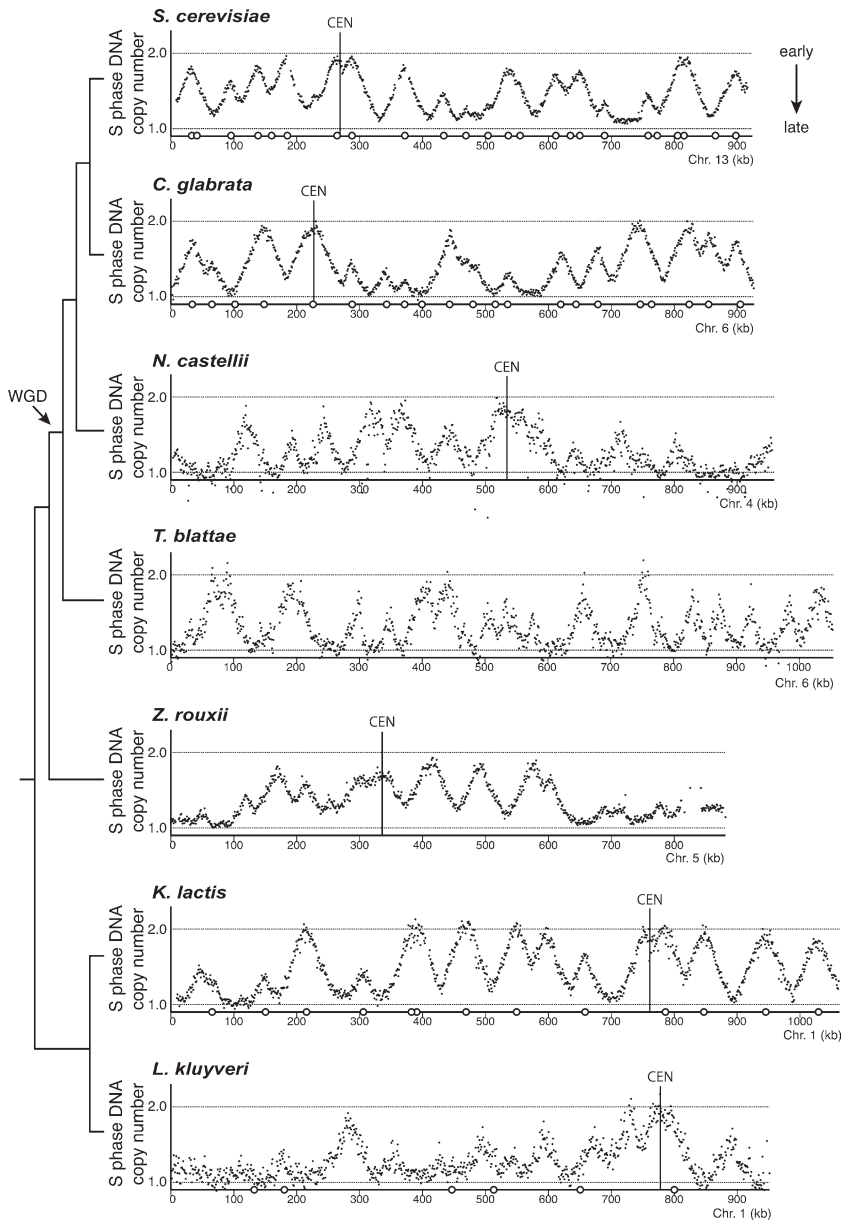 S. cerevisiae
CEN
S phase DNA
copy number
2.0
1.0
early
late
0 100 200 300 400 500 600 700 800 900
Chr. 13 (kb)
C. glabrata
CEN
S phase DNA
copy number
2.0
1.0
0 100 200 300 400 500 600 700 800 900
Chr. 6 (kb)
N. castellii
CEN
WGD
S phase DNA
copy number
2.0
1.0
0 100 200 300 400 500 600 700 800 900
Chr. 4 (kb)
T. blattae
S phase DNA
copy number
2.0
1.0
0 100 200 300 400 500 600 700 800 900 1000
Chr. 6 (kb)
Z. rouxii
CEN
S phase DNA
copy number
2.0
1.0
0 100 200 300 400 500 600 700 800
Chr. 5 (kb)
K. lactis
CEN
S phase DNA
copy number
2.0
1.0
0 100 200 300 400 500 600 700 800 900 1000
Chr. 1 (kb)
L. kluyveri
CEN
S phase DNA
copy number
2.0
1.0
0 100 200 300 400 500 600 700 800 900
Chr. 1 (kb)